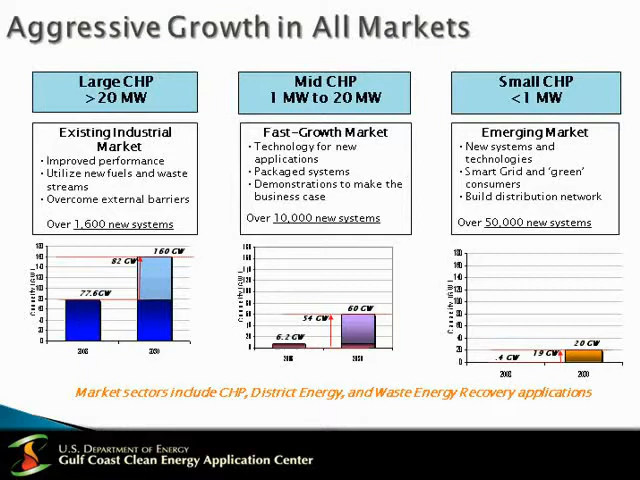 Aggressive Growth in All Markets
Large CHP
>20 MW
Mid CHP
1 MW to 20 MW
Small CHP
<1 MW
Existing Industrial
Market
• Improved performance
• Utilize new fuels and waste
streams
• Overcome external barriers
Over 1,600 new systems
Fast-Growth Market
• Technology for new
applications
• Packaged systems
• Demonstrations to make the
business case
Over 10,000 new systems
Emerging Market
• New systems and
technologies
• Smart Grid and 'green'
consumers
• Build distribution network
Over 50,000 new systems
160 GW
82 GW
77.6GW
60 GW
54 GW
6.2 GW
20 GW
19 GW
.4 GW
Market sectors include CHP, District Energy, and Waste Energy Recovery applications
U.S. DEPARTMENT OF ENERGY
Gulf Coast Clean Energy Application Center